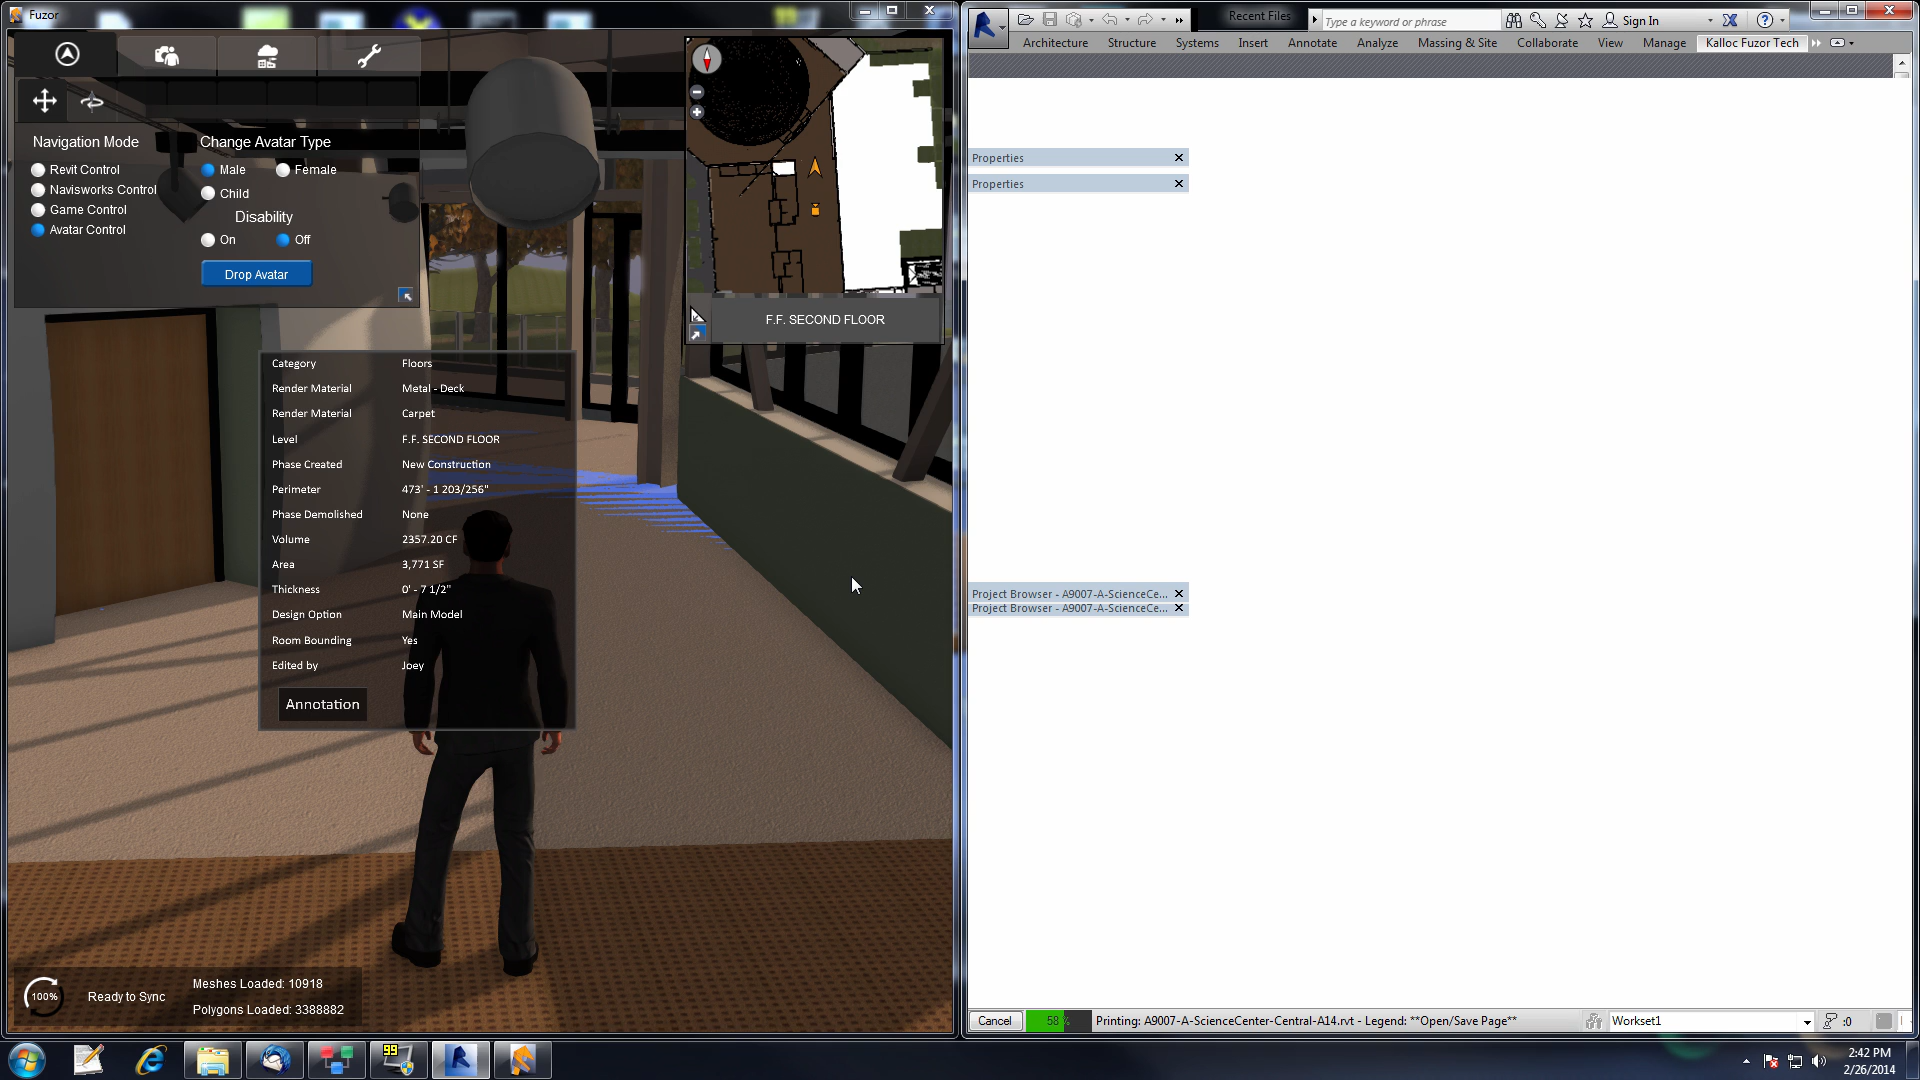 Fuzor
Navigation Mode
Revit Control
Navisworks Control
Game Control
Avatar Control
Change Avatar Type
Male Female
Child
Disability
On Off
Drop Avatar
F.F. SECOND FLOOR
Category Floors
Render Material Metal - Deck
Render Material Carpet
Level F.F. SECOND FLOOR
Phase Created New Construction
Perimeter 473' - 1 203/256"
Phase Demolished None
Volume 2357.20 CF
Area 3,771 SF
Thickness 0' - 7 1/2"
Design Option Main Model
Room Bounding Yes
Edited by Joey
Annotation
100% Ready to Sync
Meshes Loaded: 10918
Polygons Loaded: 3388882
Recent Files
Type a keyword or phrase
Sign In
Architecture Structure Systems Insert Annotate Analyze Massing & Site Collaborate View Manage Kalloc Fuzor Tech
Properties
Properties
Project Browser - A9007-A-ScienceCe...
Project Browser - A9007-A-ScienceCe...
Cancel 58 % Printing: A9007-A-ScienceCenter-Central-A14.rvt - Legend: **Open/Save Page** Workset1 :0
99
2:42 PM
2/26/2014